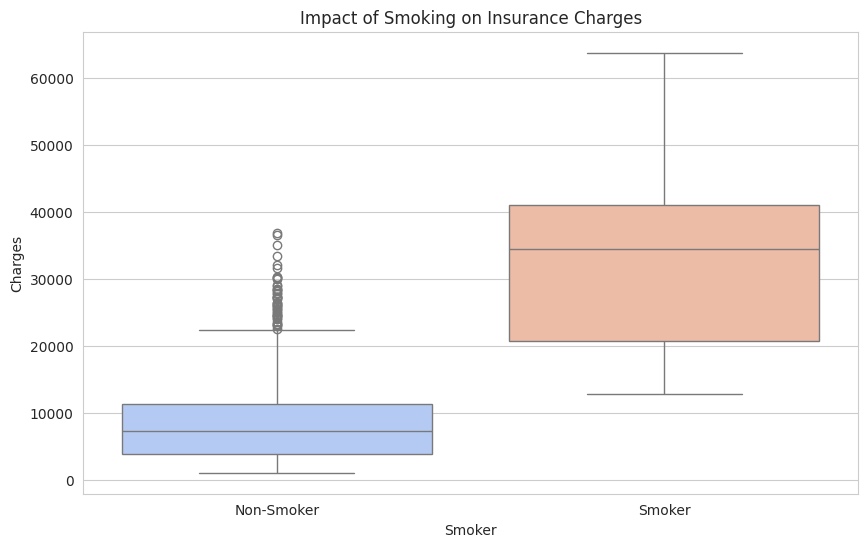 Impact of Smoking on Insurance Charges
60000
50000
40000
30000
20000
10000
0
Charges
Non-Smoker
Smoker
Smoker